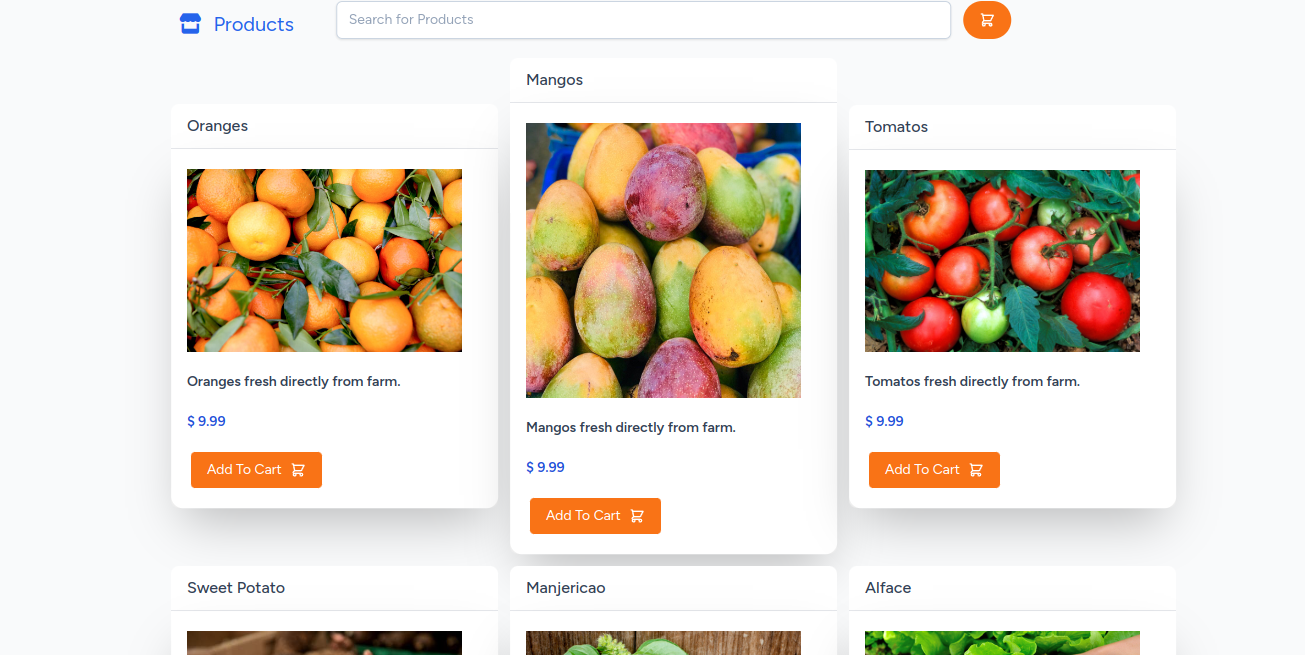 Products
Search for Products
Oranges
Oranges fresh directly from farm.
$ 9.99
Add To Cart
Mangos
Mangos fresh directly from farm.
$ 9.99
Add To Cart
Tomatos
Tomatos fresh directly from farm.
$ 9.99
Add To Cart
Sweet Potato
Manjericao
Alface